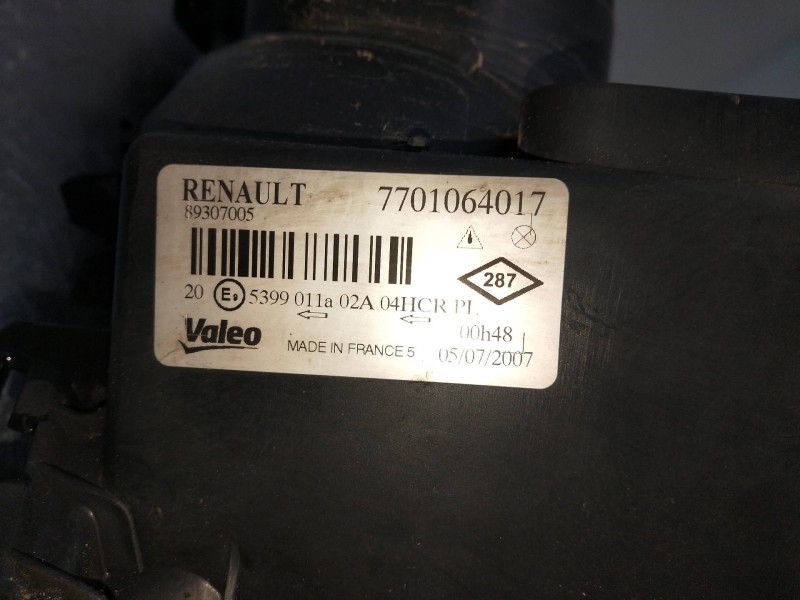 RENAULT 7701064017
89307005
287
20 E9 5399 011a 02A 04HCR PL
00h48
Valeo MADE IN FRANCE 5 05/07/2007